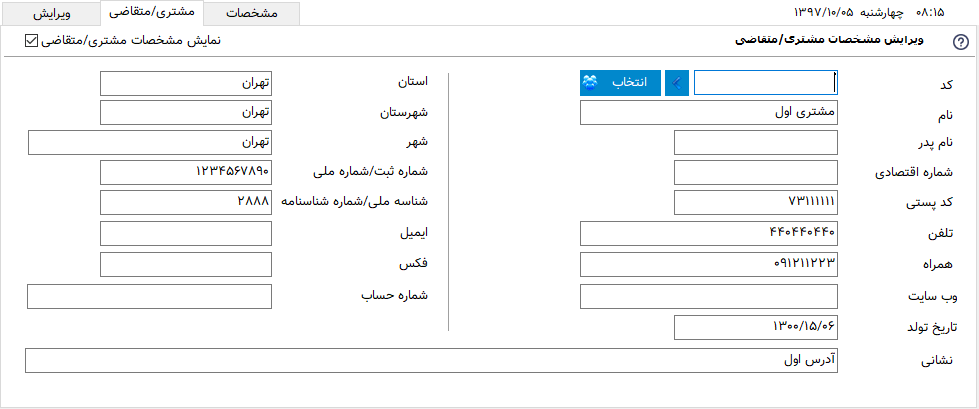 ۰۸:۱۵ چهارشنبه ۱۳۹۷/۱۰/۰۵
مشخصات مشتری/متقاضی ویرایش
ویرایش مشخصات مشتری/متقاضی
نمایش مشخصات مشتری/متقاضی
کد انتخاب
نام مشتری اول
نام پدر
شماره اقتصادی
کد پستی ۷۳۱۱۱۱۱۱
تلفن ۴۴۰۴۴۰۴۴۰
همراه ۰۹۱۲۱۱۲۲۳
وب سایت
تاریخ تولد ۱۳۰۰/۱۵/۰۶
نشانی آدرس اول
استان تهران
شهرستان تهران
شهر تهران
شماره ثبت/شماره ملی ۱۲۳۴۵۶۷۸۹۰
شناسه ملی/شماره شناسنامه ۲۸۸۸
ایمیل
فکس
شماره حساب